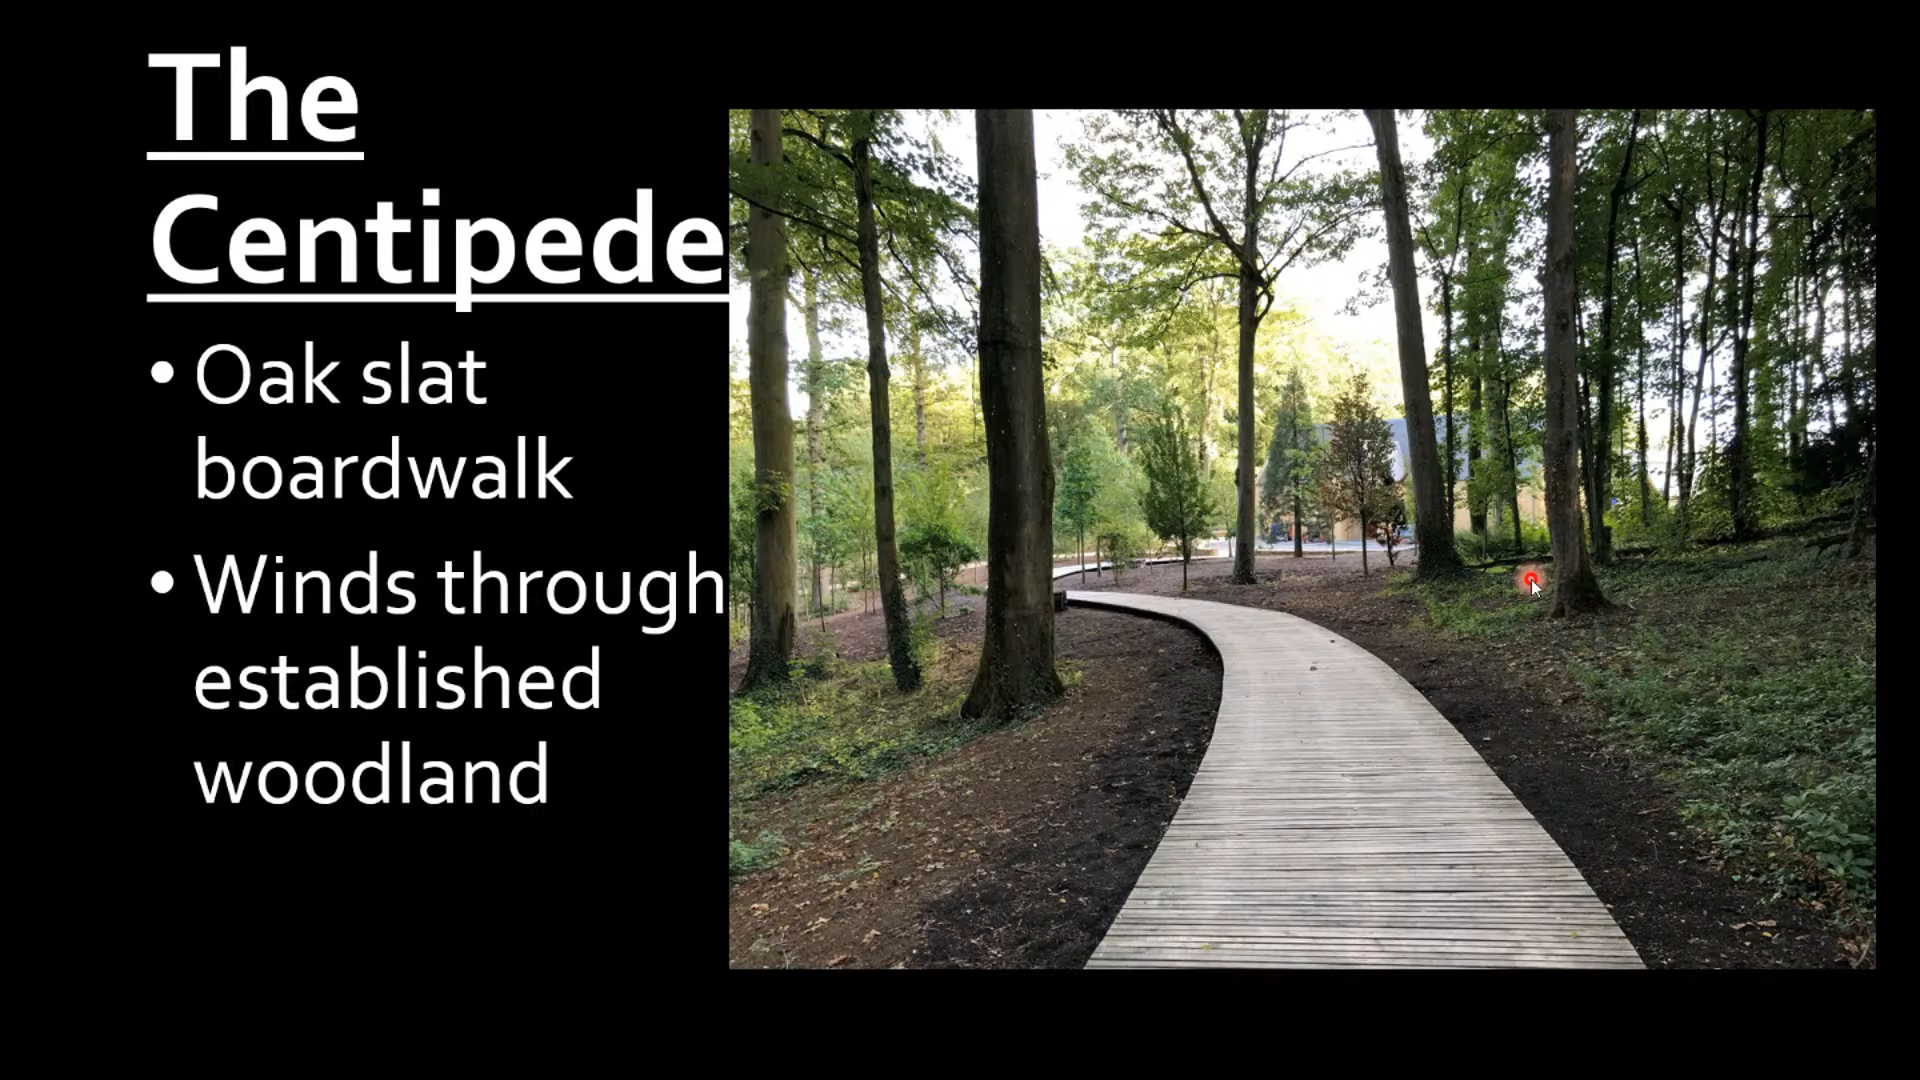 The
Centipede
• Oak slat
boardwalk
• Winds through
established
woodland